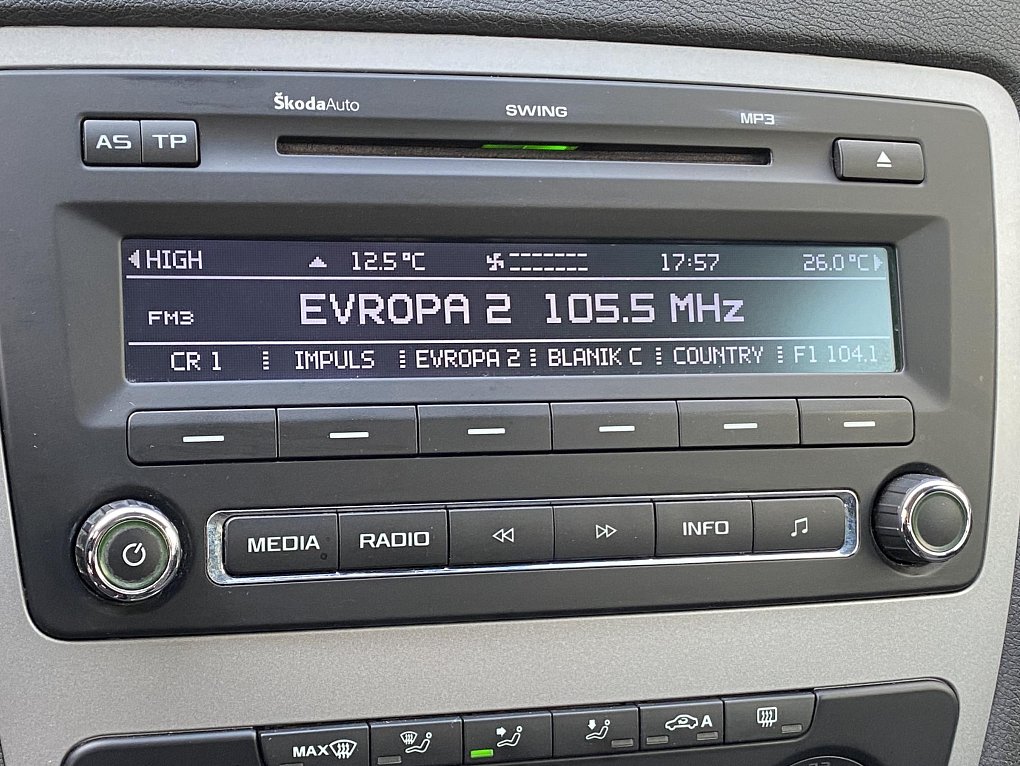 ŠkodaAuto SWING MP3
AS TP
HIGH 12.5°C 17:57 26.0°C
FM3 EVROPA 2 105.5 MHz
CR 1 IMPULS EVROPA 2 BLANIK C COUNTRY F1 104.1
MEDIA RADIO INFO
MAX A